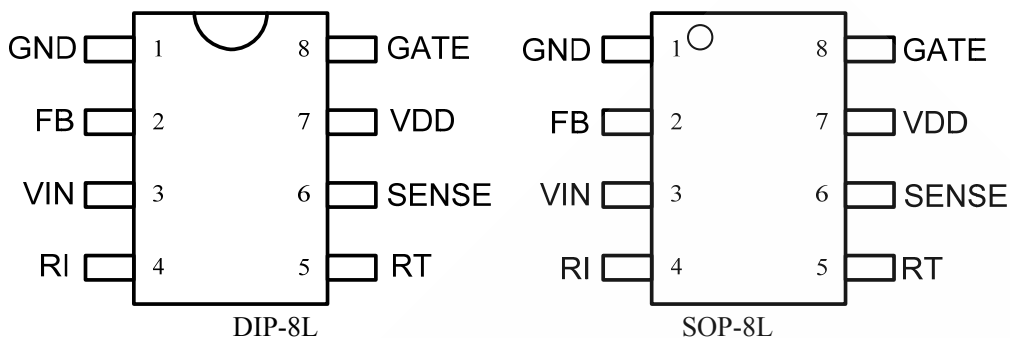 GND 1 8 GATE GND 1 8 GATE
FB 2 7 VDD FB 2 7 VDD
VIN 3 6 SENSE VIN 3 6 SENSE
RI 4 5 RT RI 4 5 RT
DIP-8L SOP-8L